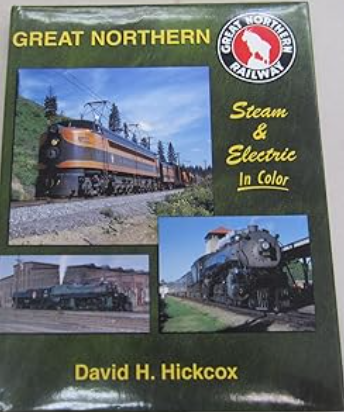 GREAT NORTHERN
GREAT NORTHERN
RAILWAY
Steam
&
Electric
In Color
David H. Hickcox